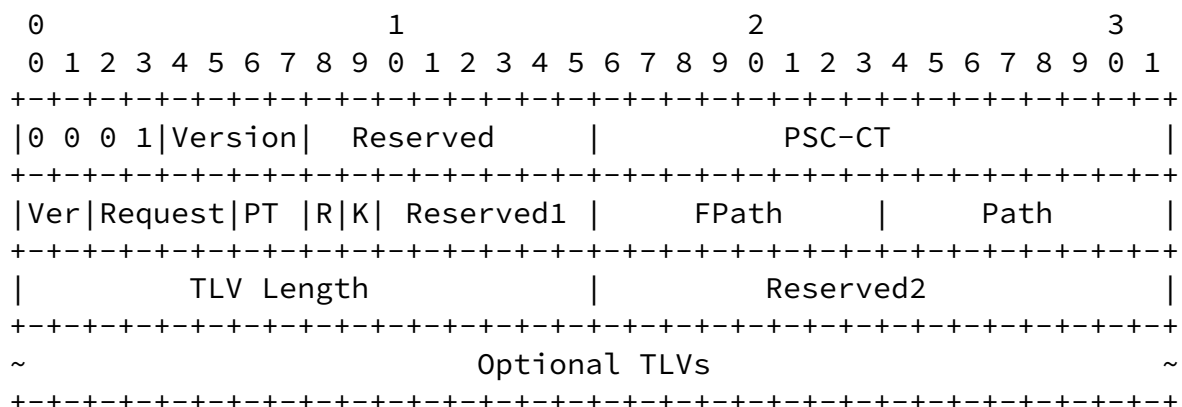 0                   1                   2                   3
 0 1 2 3 4 5 6 7 8 9 0 1 2 3 4 5 6 7 8 9 0 1 2 3 4 5 6 7 8 9 0 1
+-+-+-+-+-+-+-+-+-+-+-+-+-+-+-+-+-+-+-+-+-+-+-+-+-+-+-+-+-+-+-+-+
|0 0 0 1|Version|  Reserved     |          PSC-CT               |
+-+-+-+-+-+-+-+-+-+-+-+-+-+-+-+-+-+-+-+-+-+-+-+-+-+-+-+-+-+-+-+-+
|Ver|Request|PT |R|K| Reserved1 |     FPath     |     Path      |
+-+-+-+-+-+-+-+-+-+-+-+-+-+-+-+-+-+-+-+-+-+-+-+-+-+-+-+-+-+-+-+-+
|         TLV Length            |         Reserved2             |
+-+-+-+-+-+-+-+-+-+-+-+-+-+-+-+-+-+-+-+-+-+-+-+-+-+-+-+-+-+-+-+-+
~                         Optional TLVs                         ~
+-+-+-+-+-+-+-+-+-+-+-+-+-+-+-+-+-+-+-+-+-+-+-+-+-+-+-+-+-+-+-+-+